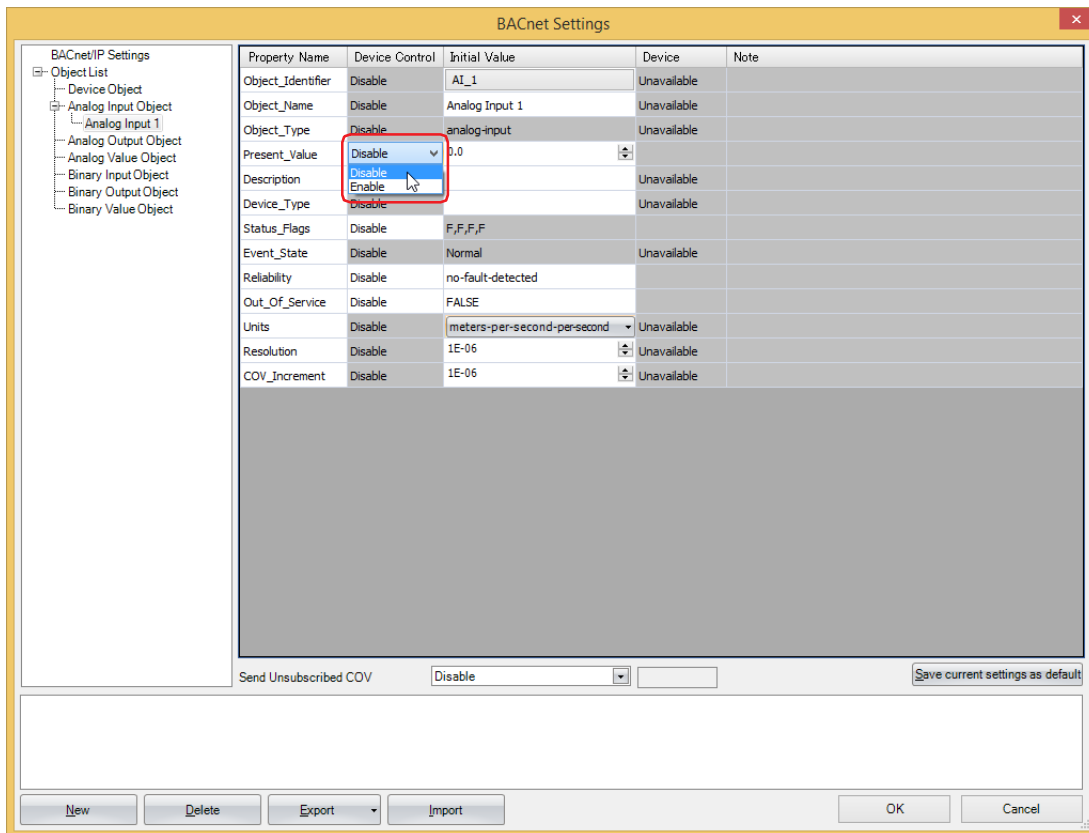 BACnet Settings
BACnet/IP Settings
Object List
Device Object
Analog Input Object
Analog Input 1
Analog Output Object
Analog Value Object
Binary Input Object
Binary Output Object
Binary Value Object
Property Name Device Control Initial Value Device Note
Object_Identifier Disable AI_1 Unavailable
Object_Name Disable Analog Input 1 Unavailable
Object_Type Disable analog-input Unavailable
Present_Value Disable 0.0
Disable
Enable
Description Unavailable
Device_Type Disable Unavailable
Status_Flags Disable F,F,F,F
Event_State Disable Normal Unavailable
Reliability Disable no-fault-detected
Out_Of_Service Disable FALSE
Units Disable meters-per-second-per-second Unavailable
Resolution Disable 1E-06 Unavailable
COV_Increment Disable 1E-06 Unavailable
Send Unsubscribed COV Disable
Save current settings as default
New Delete Export Import OK Cancel